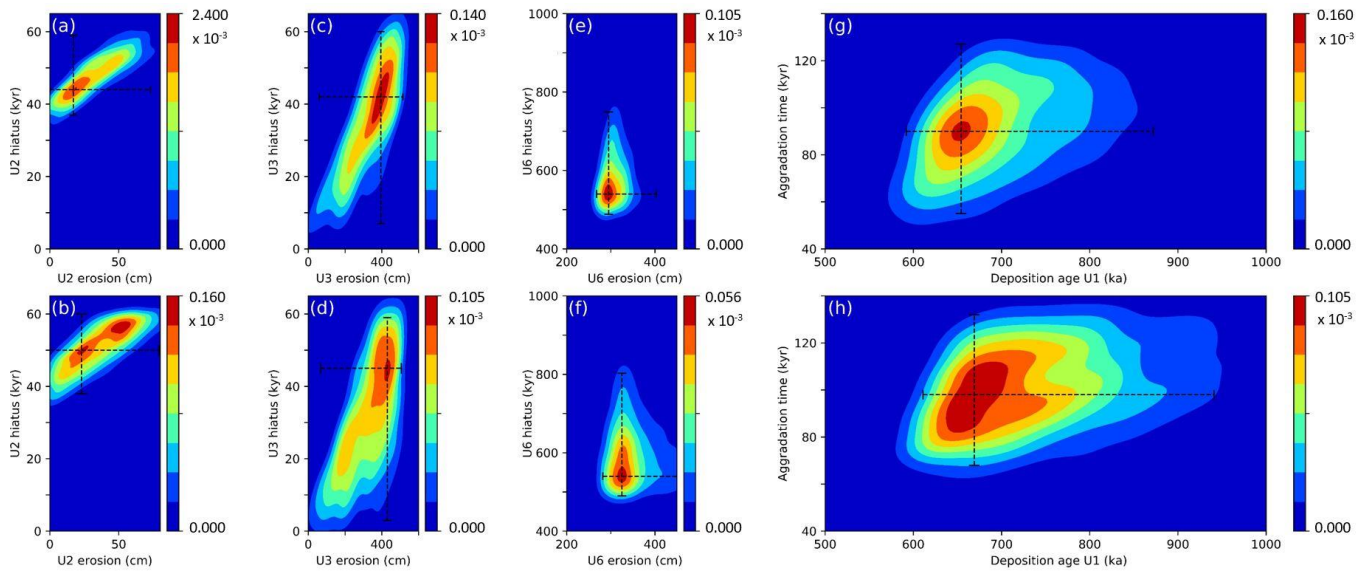 (a)
65
60
40
20
0
U2 hiatus (kyr)
0
50
U2 erosion (cm)
2.400
x 10⁻³
0.000
(c)
60
40
20
0
U3 hiatus (kyr)
0
200
400
U3 erosion (cm)
0.140
x 10⁻³
0.000
(e)
1000
800
600
400
U6 hiatus (kyr)
200
400
U6 erosion (cm)
0.105
x 10⁻³
0.000
(g)
120
80
40
Aggradation time (kyr)
500
600
700
800
900
1000
Deposition age U1 (ka)
0.160
x 10⁻³
0.000
(b)
60
40
20
0
U2 hiatus (kyr)
0
50
U2 erosion (cm)
0.160
x 10⁻³
0.000
(d)
60
40
20
0
U3 hiatus (kyr)
0
200
400
U3 erosion (cm)
0.105
x 10⁻³
0.000
(f)
1000
800
600
400
U6 hiatus (kyr)
200
400
U6 erosion (cm)
0.056
x 10⁻³
0.000
(h)
120
80
40
Aggradation time (kyr)
500
600
700
800
900
1000
Deposition age U1 (ka)
0.105
x 10⁻³
0.000